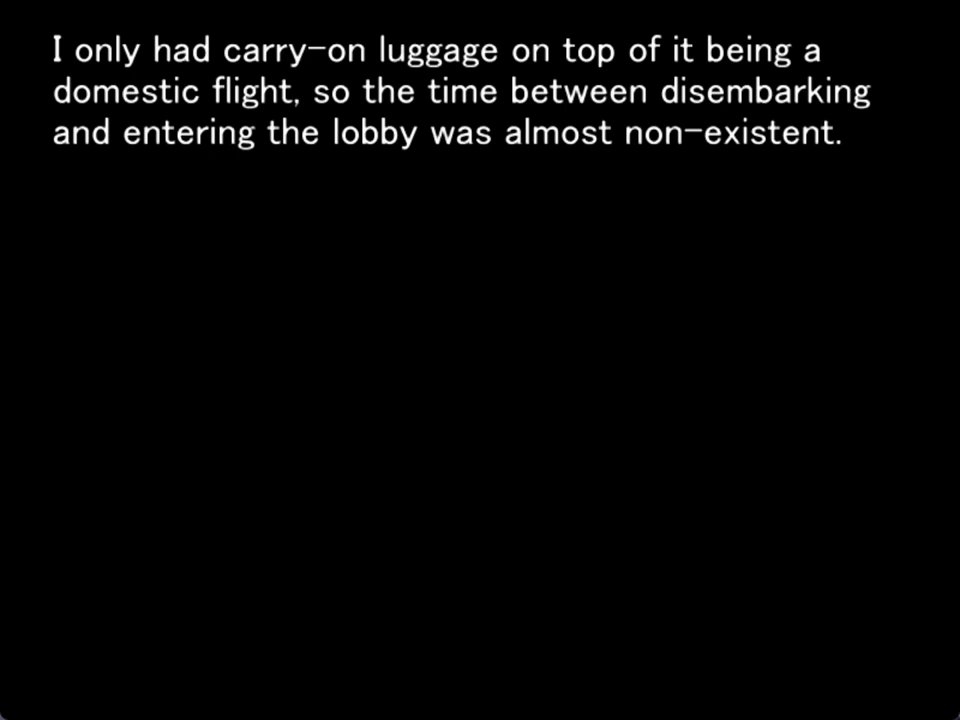 I only had carry-on luggage on top of it being a
domestic flight, so the time between disembarking
and entering the lobby was almost non-existent.